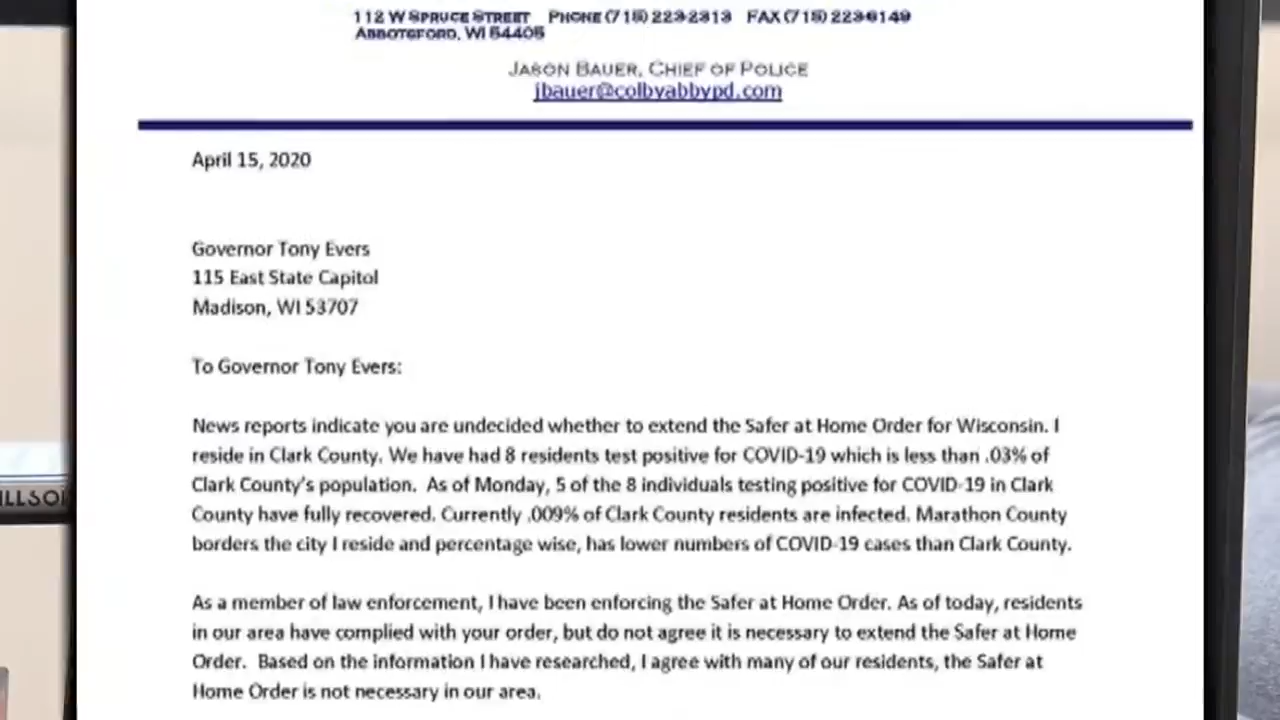 112 W SPRUCE STREET PHONE (715) 223-2313 FAX (715) 223-6149
ABBOTSFORD, WI 54405
JASON BAUER, CHIEF OF POLICE
jbauer@colbyabbypd.com
April 15, 2020
Governor Tony Evers
115 East State Capitol
Madison, WI 53707
To Governor Tony Evers:
News reports indicate you are undecided whether to extend the Safer at Home Order for Wisconsin. I
reside in Clark County. We have had 8 residents test positive for COVID-19 which is less than .03% of
Clark County's population. As of Monday, 5 of the 8 individuals testing positive for COVID-19 in Clark
County have fully recovered. Currently .009% of Clark County residents are infected. Marathon County
borders the city I reside and percentage wise, has lower numbers of COVID-19 cases than Clark County.
As a member of law enforcement, I have been enforcing the Safer at Home Order. As of today, residents
in our area have complied with your order, but do not agree it is necessary to extend the Safer at Home
Order. Based on the information I have researched, I agree with many of our residents, the Safer at
Home Order is not necessary in our area.